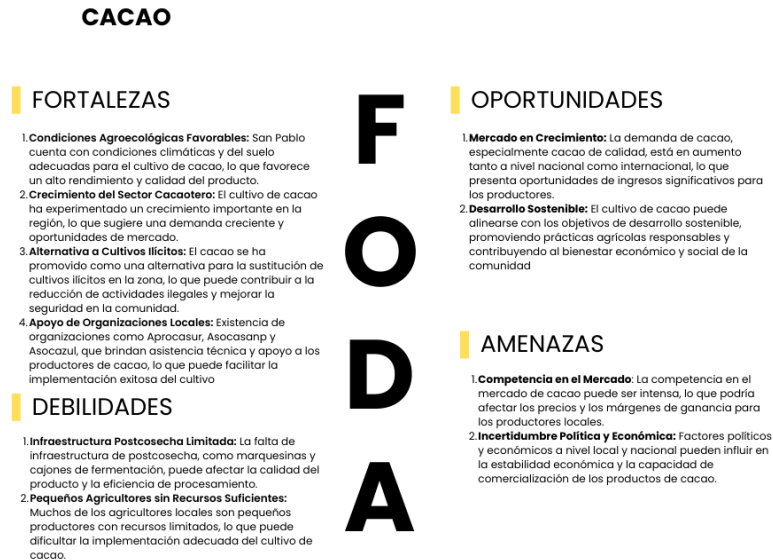 CACAO
FORTALEZAS
1.Condiciones Agroecológicas Favorables: San Pablo
cuenta con condiciones climáticas y del suelo
adecuadas para el cultivo de cacao, lo que favorece
un alto rendimiento y calidad del producto.
2.Crecimiento del Sector Cacaotero: El cultivo de cacao
ha experimentado un crecimiento importante en la
región, lo que sugiere una demanda creciente y
oportunidades de mercado.
3.Alternativa a Cultivos Ilícitos: El cacao se ha
promovido como una alternativa para la sustitución de
cultivos ilícitos en la zona, lo que puede contribuir a la
reducción de actividades ilegales y mejorar la
seguridad en la comunidad.
4.Apoyo de Organizaciones Locales: Existencia de
organizaciones como Aprocasur, Asocasanp y
Asocazul, que brindan asistencia técnica y apoyo a los
productores de cacao, lo que puede facilitar la
implementación exitosa del cultivo
DEBILIDADES
1.Infraestructura Postcosecha Limitada: La falta de
infraestructura de postcosecha, como marquesinas y
cajones de fermentación, puede afectar la calidad del
producto y la eficiencia de procesamiento.
2.Pequeños Agricultores sin Recursos Suficientes:
Muchos de los agricultores locales son pequeños
productores con recursos limitados, lo que puede
dificultar la implementación adecuada del cultivo de
cacao.
F
O
D
A
OPORTUNIDADES
1.Mercado en Crecimiento: La demanda de cacao,
especialmente cacao de calidad, está en aumento
tanto a nivel nacional como internacional, lo que
presenta oportunidades de ingresos significativos para
los productores.
2.Desarrollo Sostenible: El cultivo de cacao puede
alinearse con los objetivos de desarrollo sostenible,
promoviendo prácticas agrícolas responsables y
contribuyendo al bienestar económico y social de la
comunidad
AMENAZAS
1.Competencia en el Mercado: La competencia en el
mercado de cacao puede ser intensa, lo que podría
afectar los precios y los márgenes de ganancia para
los productores locales.
2.Incertidumbre Política y Económica: Factores políticos
y económicos a nivel local y nacional pueden influir en
la estabilidad económica y la capacidad de
comercialización de los productos de cacao.